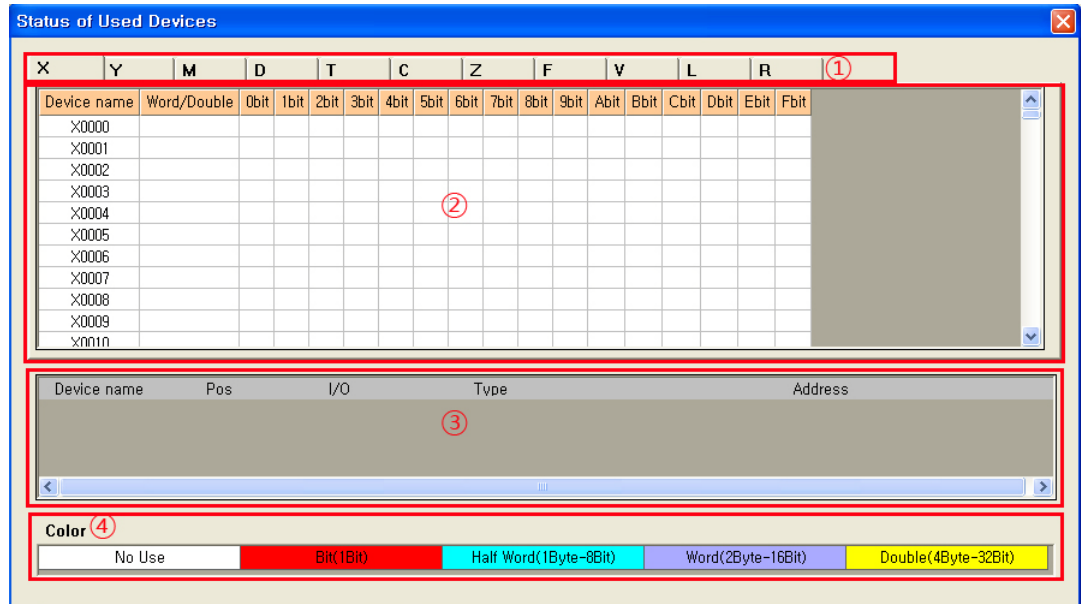 Status of Used Devices
X Y M D T C Z F V L R ①
Device name Word/Double 0bit 1bit 2bit 3bit 4bit 5bit 6bit 7bit 8bit 9bit Abit Bbit Cbit Dbit Ebit Fbit
X0000
X0001
X0002
X0003
X0004
②
X0005
X0006
X0007
X0008
X0009
X0010
Device name Pos I/O Type Address
③
Color ④
No Use Bit(1Bit) Half Word(1Byte-8Bit) Word(2Byte-16Bit) Double(4Byte-32Bit)